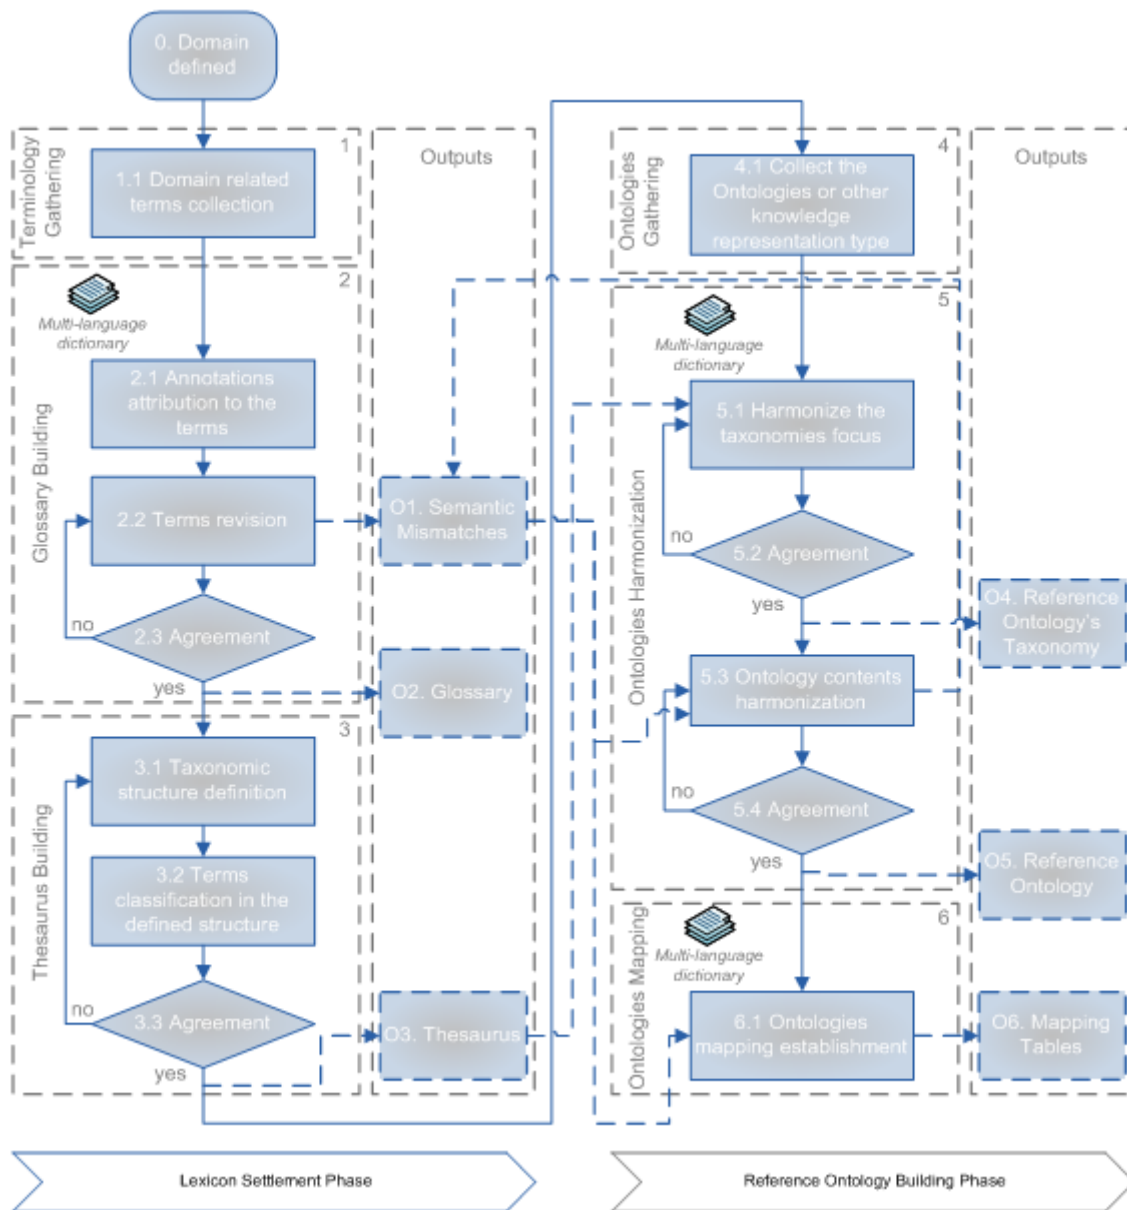 0. Domain
defined
1
Terminology
Gathering
1.1 Domain related
terms collection
Outputs
2
Multi-language
dictionary
Glossary Building
2.1 Annotations
attribution to the
terms
2.2 Terms revision
no
2.3 Agreement
yes
O1. Semantic
Mismatches
O2. Glossary
3
Thesaurus Building
3.1 Taxonomic
structure definition
3.2 Terms
classification in the
defined structure
no
3.3 Agreement
yes
O3. Thesaurus
4
Ontologies
Gathering
4.1 Collect the
Ontologies or other
knowledge
representation type
Outputs
5
Multi-language
dictionary
Ontologies Harmonization
5.1 Harmonize the
taxonomies focus
no
5.2 Agreement
yes
O4. Reference
Ontology's
Taxonomy
5.3 Ontology contents
harmonization
no
5.4 Agreement
yes
O5. Reference
Ontology
6
Ontologies Mapping
Multi-language
dictionary
6.1 Ontologies
mapping establishment
O6. Mapping
Tables
Lexicon Settlement Phase
Reference Ontology Building Phase